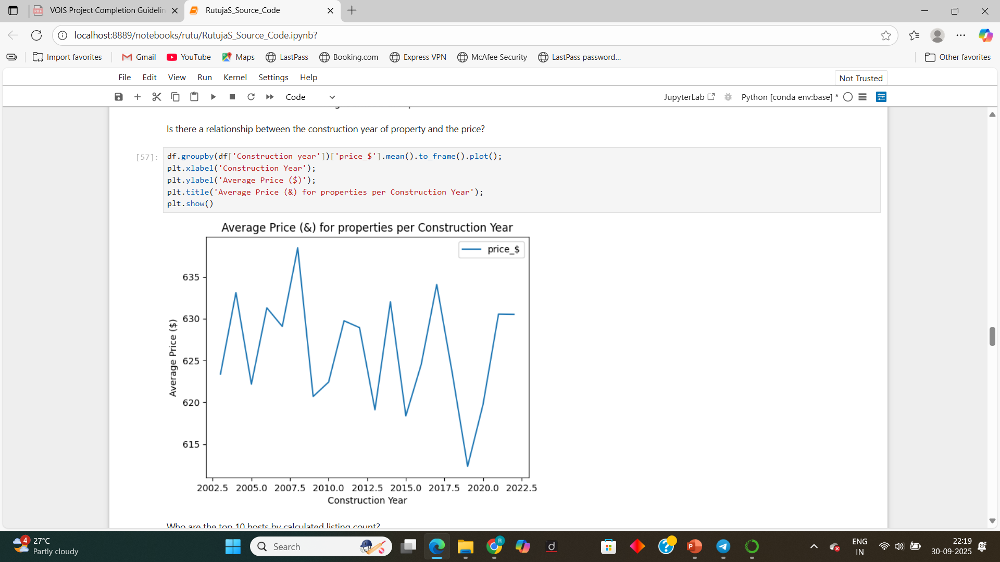 VOIS Project Completion Guidelin
RutujaS_Source_Code
localhost:8889/notebooks/rutu/RutujaS_Source_Code.ipynb?
Import favorites
Gmail
YouTube
Maps
LastPass
Booking.com
Express VPN
McAfee Security
LastPass password...
Other favorites
File Edit View Run Kernel Settings Help
Not Trusted
Code
JupyterLab
Python [conda env:base] *
Is there a relationship between the construction year of property and the price?
[57]:
df.groupby(df['Construction year'])['price_$'].mean().to_frame().plot();
plt.xlabel('Construction Year');
plt.ylabel('Average Price ($)');
plt.title('Average Price (&) for properties per Construction Year');
plt.show()
Average Price (&) for properties per Construction Year
price_$
635
630
625
620
615
Average Price ($)
2002.5 2005.0 2007.5 2010.0 2012.5 2015.0 2017.5 2020.0 2022.5
Construction Year
Who are the top 10 hosts by calculated listing count?
4
27°C
Partly cloudy
Search
R
d
P
ENG
IN
22:19
30-09-2025